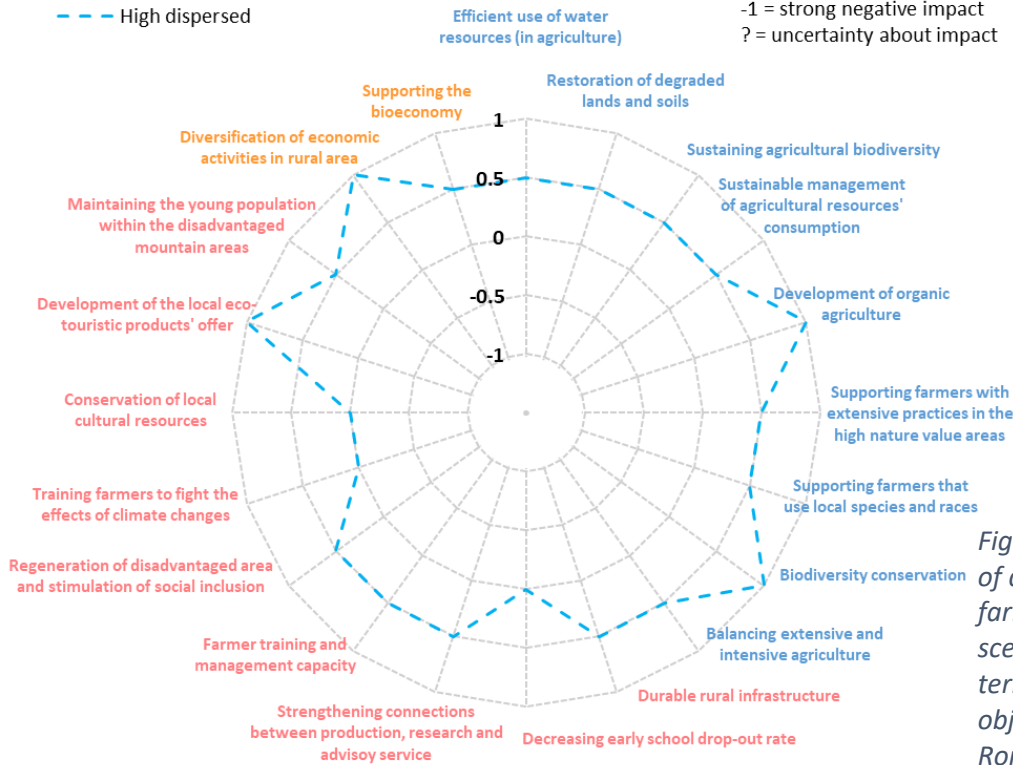 High dispersed
-1 = strong negative impact
? = uncertainty about impact
Efficient use of water
resources (in agriculture)
Restoration of degraded
lands and soils
Sustaining agricultural biodiversity
Sustainable management
of agricultural resources'
consumption
Development of organic
agriculture
Supporting farmers with
extensive practices in the
high nature value areas
Supporting farmers that
use local species and races
Biodiversity conservation
Balancing extensive and
intensive agriculture
Durable rural infrastructure
Decreasing early school drop-out rate
Strengthening connections
between production, research and
advisoy service
Farmer training and
management capacity
Regeneration of disadvantaged area
and stimulation of social inclusion
Training farmers to fight the
effects of climate changes
Conservation of local
cultural resources
Development of the local eco-
touristic products' offer
Maintaining the young population
within the disadvantaged
mountain areas
Diversification of economic
activities in rural area
Supporting the
bioeconomy
1
0.5
0
-0.5
-1
Fig
of
far
sce
ter
obj
Ro